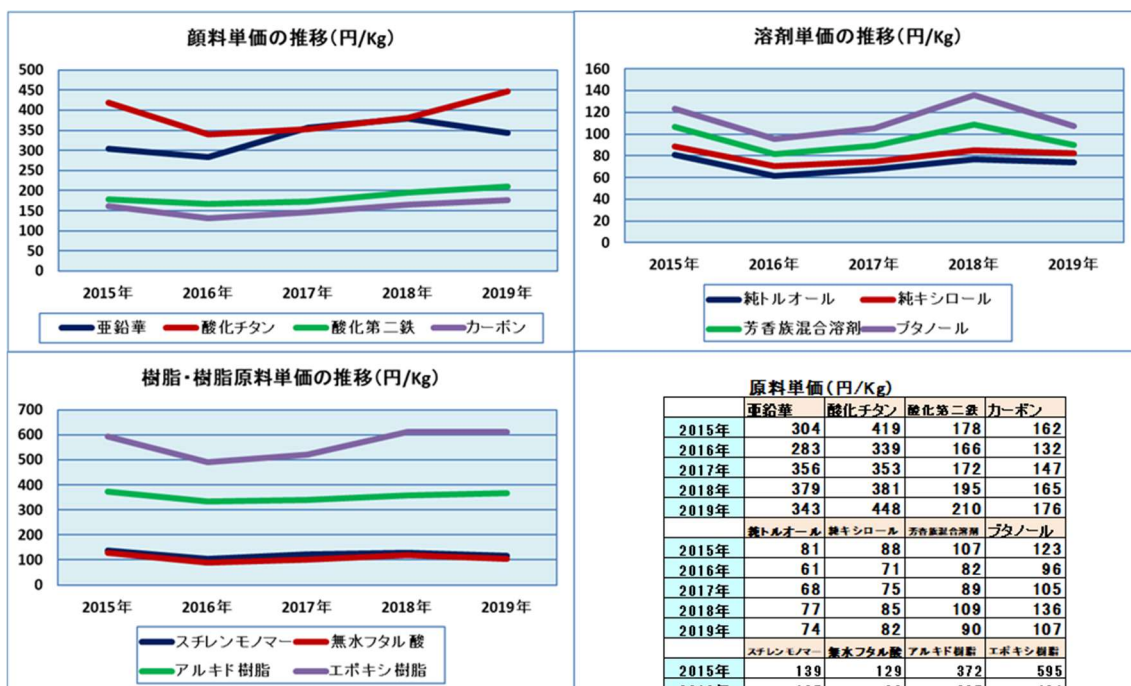 顔料単価の推移(円/Kg)
500
450
400
350
300
250
200
150
100
50
0
2015年 2016年 2017年 2018年 2019年
亜鉛華 酸化チタン 酸化第二鉄 カーボン
溶剤単価の推移(円/Kg)
160
140
120
100
80
60
40
20
0
2015年 2016年 2017年 2018年 2019年
純トルオール 純キシロール
芳香族混合溶剤 ブタノール
樹脂・樹脂原料単価の推移(円/Kg)
700
600
500
400
300
200
100
0
2015年 2016年 2017年 2018年 2019年
スチレンモノマー 無水フタル酸
アルキド樹脂 エポキシ樹脂
原料単価(円/Kg)
亜鉛華 酸化チタン 酸化第二鉄 カーボン
2015年 304 419 178 162
2016年 283 339 166 132
2017年 356 353 172 147
2018年 379 381 195 165
2019年 343 448 210 176
純トルオール 純キシロール 芳香族混合溶剤 ブタノール
2015年 81 88 107 123
2016年 61 71 82 96
2017年 68 75 89 105
2018年 77 85 109 136
2019年 74 82 90 107
スチレンモノマー 無水フタル酸 アルキド樹脂 エポキシ樹脂
2015年 139 129 372 595